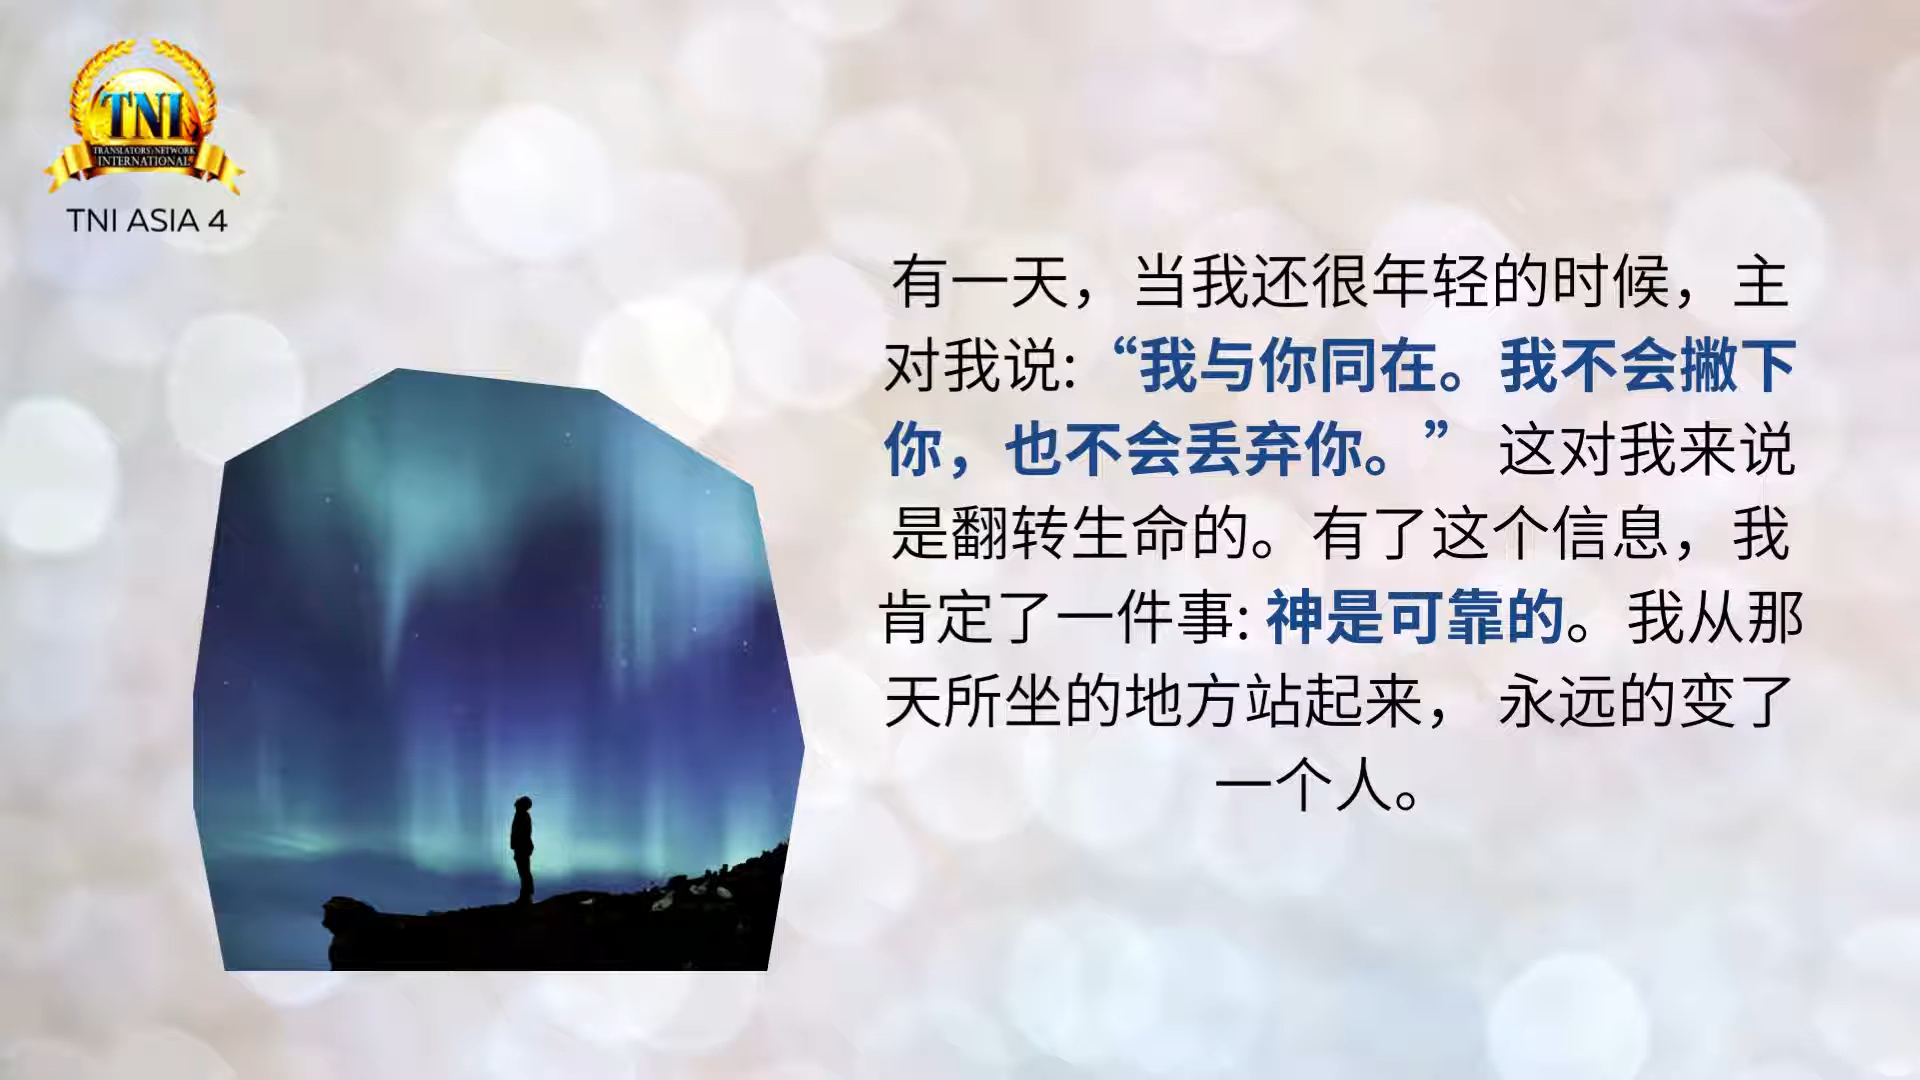 TNI
TRANSLATORS NETWORK
INTERNATIONAL
TNI ASIA 4
有一天，当我还很年轻的时候，主
对我说:“我与你同在。我不会撇下
你，也不会丢弃你。” 这对我来说
是翻转生命的。有了这个信息，我
肯定了一件事: 神是可靠的。我从那
天所坐的地方站起来， 永远的变了
一个人。